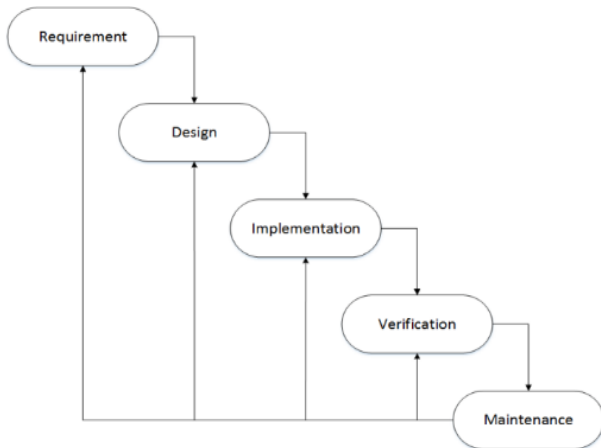 Requirement
Design
Implementation
Verification
Maintenance